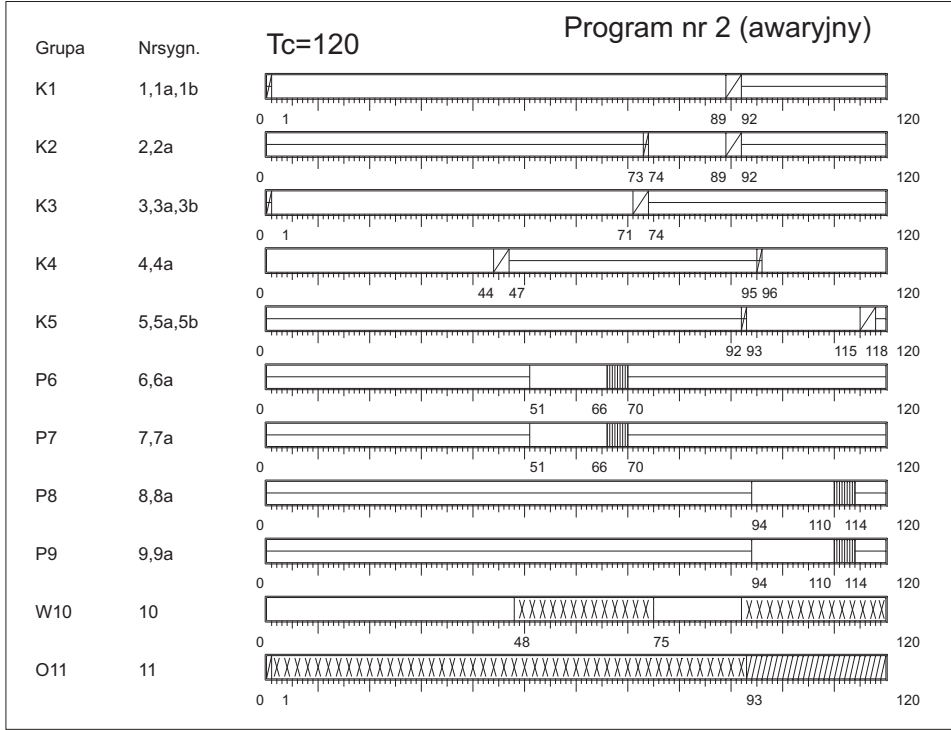 Program nr 2 (awaryjny)
Grupa Nrsygn. Tc=120
K1 1,1a,1b
0 1 89 92 120
K2 2,2a
0 73 74 89 92 120
K3 3,3a,3b
0 1 71 74 120
K4 4,4a
0 44 47 95 96 120
K5 5,5a,5b
0 92 93 115 118 120
P6 6,6a
0 51 66 70 120
P7 7,7a
0 51 66 70 120
P8 8,8a
0 94 110 114 120
P9 9,9a
0 94 110 114 120
W10 10
0 48 75 120
O11 11
0 1 93 120